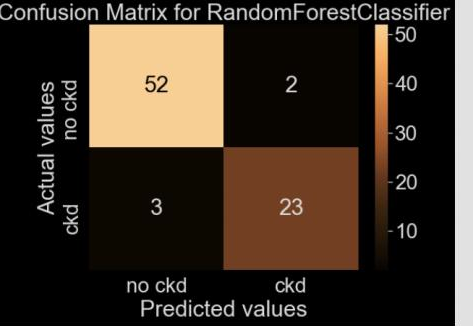 Confusion Matrix for RandomForestClassifier
50
52
2
40
no ckd
30
Actual values
20
3
23
ckd
10
no ckd
ckd
Predicted values